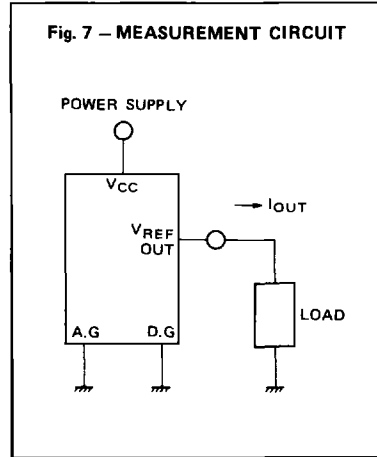 Fig. 7 – MEASUREMENT CIRCUIT
POWER SUPPLY
VCC
IOUT
VREF
OUT
LOAD
A.G
D.G